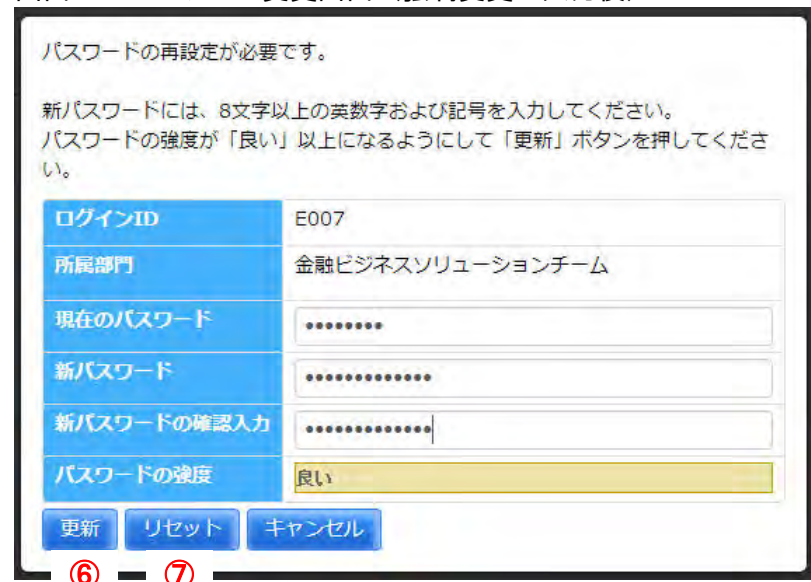 パスワードの再設定が必要です。
新パスワードには、8文字以上の英数字および記号を入力してください。
パスワードの強度が「良い」以上になるようにして「更新」ボタンを押してくださ
い。
ログインID E007
所属部門 金融ビジネスソリューションチーム
現在のパスワード ••••••••
新パスワード •••••••••••••
新パスワードの確認入力 •••••••••••••
パスワードの強度 良い
更新 リセット キャンセル
⑥ ⑦